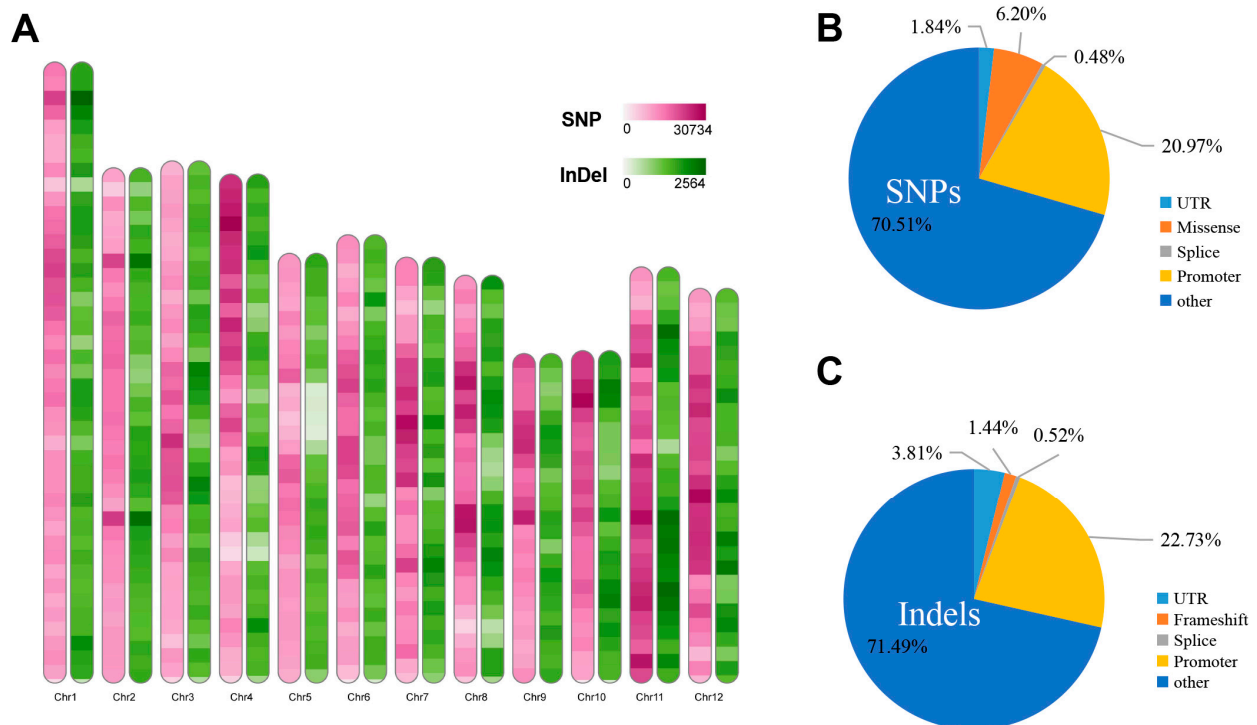 A
SNP
0 30734
InDel
0 2564
Chr1 Chr2 Chr3 Chr4 Chr5 Chr6 Chr7 Chr8 Chr9 Chr10 Chr11 Chr12
B
1.84%
6.20%
0.48%
20.97%
SNPs
70.51%
UTR
Missense
Splice
Promoter
other
C
3.81%
1.44%
0.52%
22.73%
Indels
71.49%
UTR
Frameshift
Splice
Promoter
other